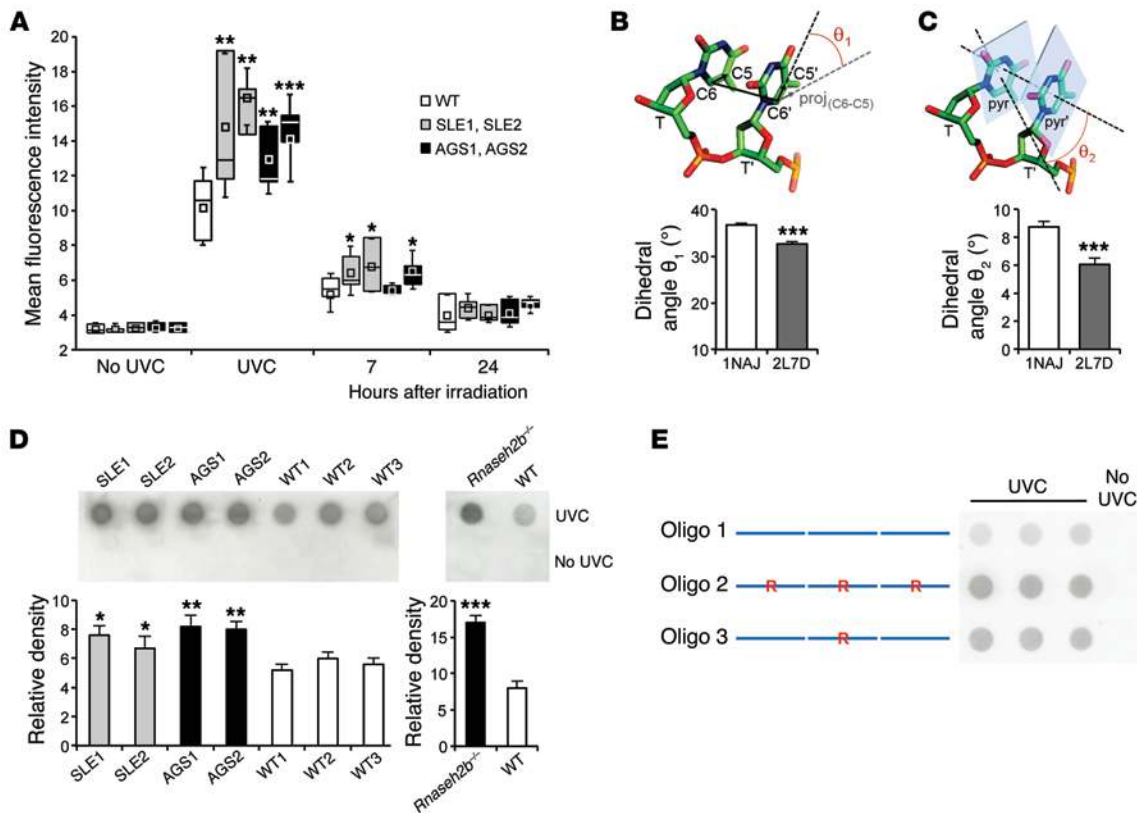 A
Mean fluorescence intensity
20
18
16
14
12
10
8
6
4
2
** ** ** ***
* * *
WT
SLE1, SLE2
AGS1, AGS2
No UVC UVC 7 24
Hours after irradiation
B
θ1
C5 C5'
C6 C6'
proj(C6-C5)
T
T'
Dihedral angle θ1 (°)
40
30
20
10
***
1NAJ 2L7D
C
pyr
pyr'
θ2
T
T'
Dihedral angle θ2 (°)
10
8
6
4
2
0
***
1NAJ 2L7D
D
SLE1 SLE2 AGS1 AGS2 WT1 WT2 WT3
Rnaseh2b–/– WT
UVC
No UVC
Relative density
10
8
6
4
2
0
* * ** **
SLE1 SLE2 AGS1 AGS2 WT1 WT2 WT3
Relative density
20
15
10
5
0
***
Rnaseh2b–/– WT
E
UVC No UVC
Oligo 1
Oligo 2 R R R
Oligo 3 R